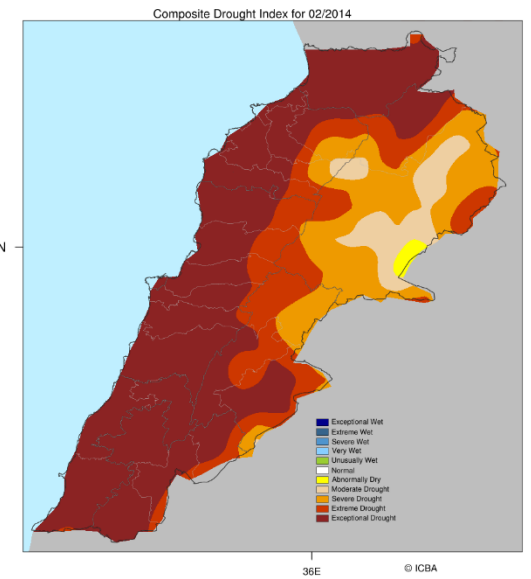 Composite Drought Index for 02/2014
N
Exceptional Wet
Extreme Wet
Severe Wet
Very Wet
Unusually Wet
Normal
Abnormally Dry
Moderate Drought
Severe Drought
Extreme Drought
Exceptional Drought
36E
© ICBA